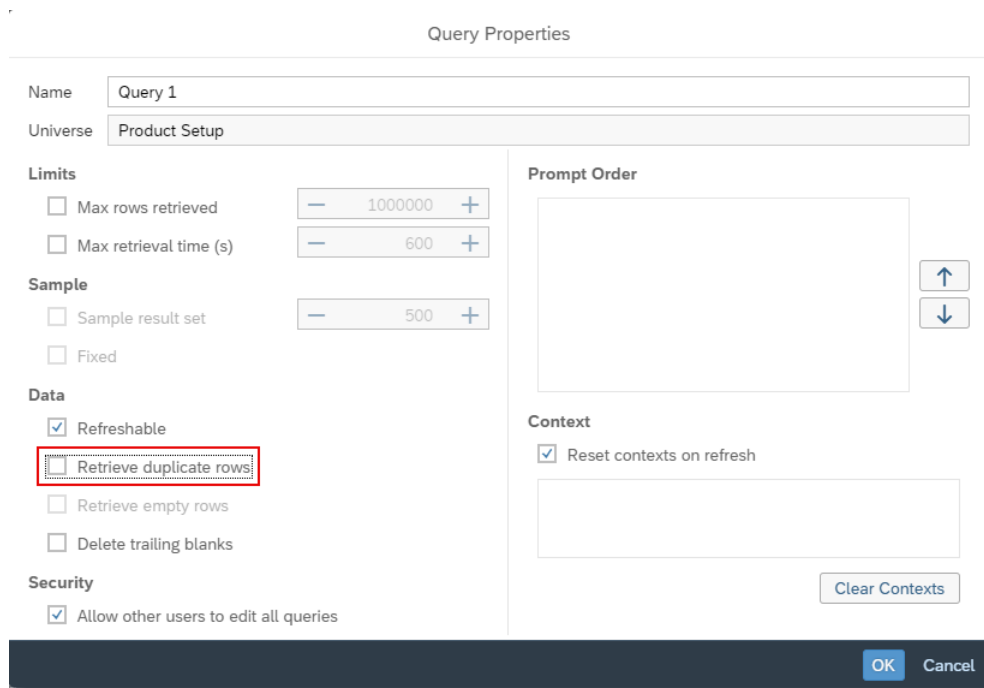 Query Properties
Name Query 1
Universe Product Setup
Limits
Max rows retrieved 1000000
Max retrieval time (s) 600
Sample
Sample result set 500
Fixed
Data
Refreshable
Retrieve duplicate rows
Retrieve empty rows
Delete trailing blanks
Security
Allow other users to edit all queries
Prompt Order
Context
Reset contexts on refresh
Clear Contexts
OK Cancel